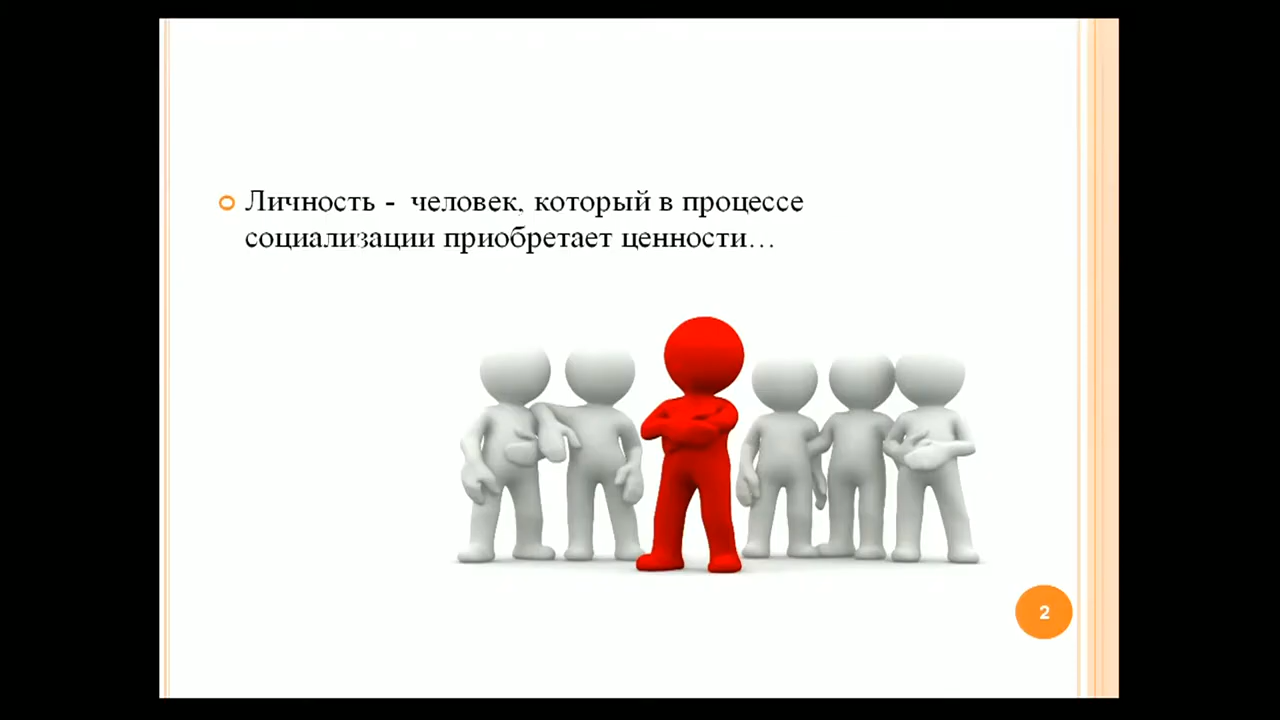 Личность -  человек, который в процессе
социализации приобретает ценности…
2